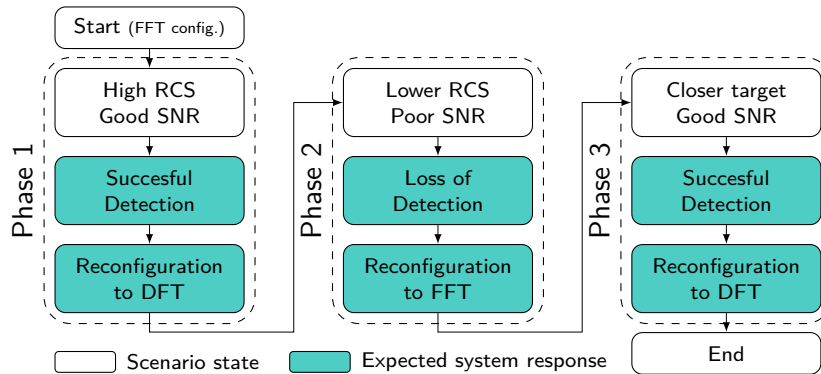 Start (FFT config.)
Phase 1
High RCS
Good SNR
Succesful
Detection
Reconfiguration
to DFT
Phase 2
Lower RCS
Poor SNR
Loss of
Detection
Reconfiguration
to FFT
Phase 3
Closer target
Good SNR
Succesful
Detection
Reconfiguration
to DFT
End
Scenario state
Expected system response